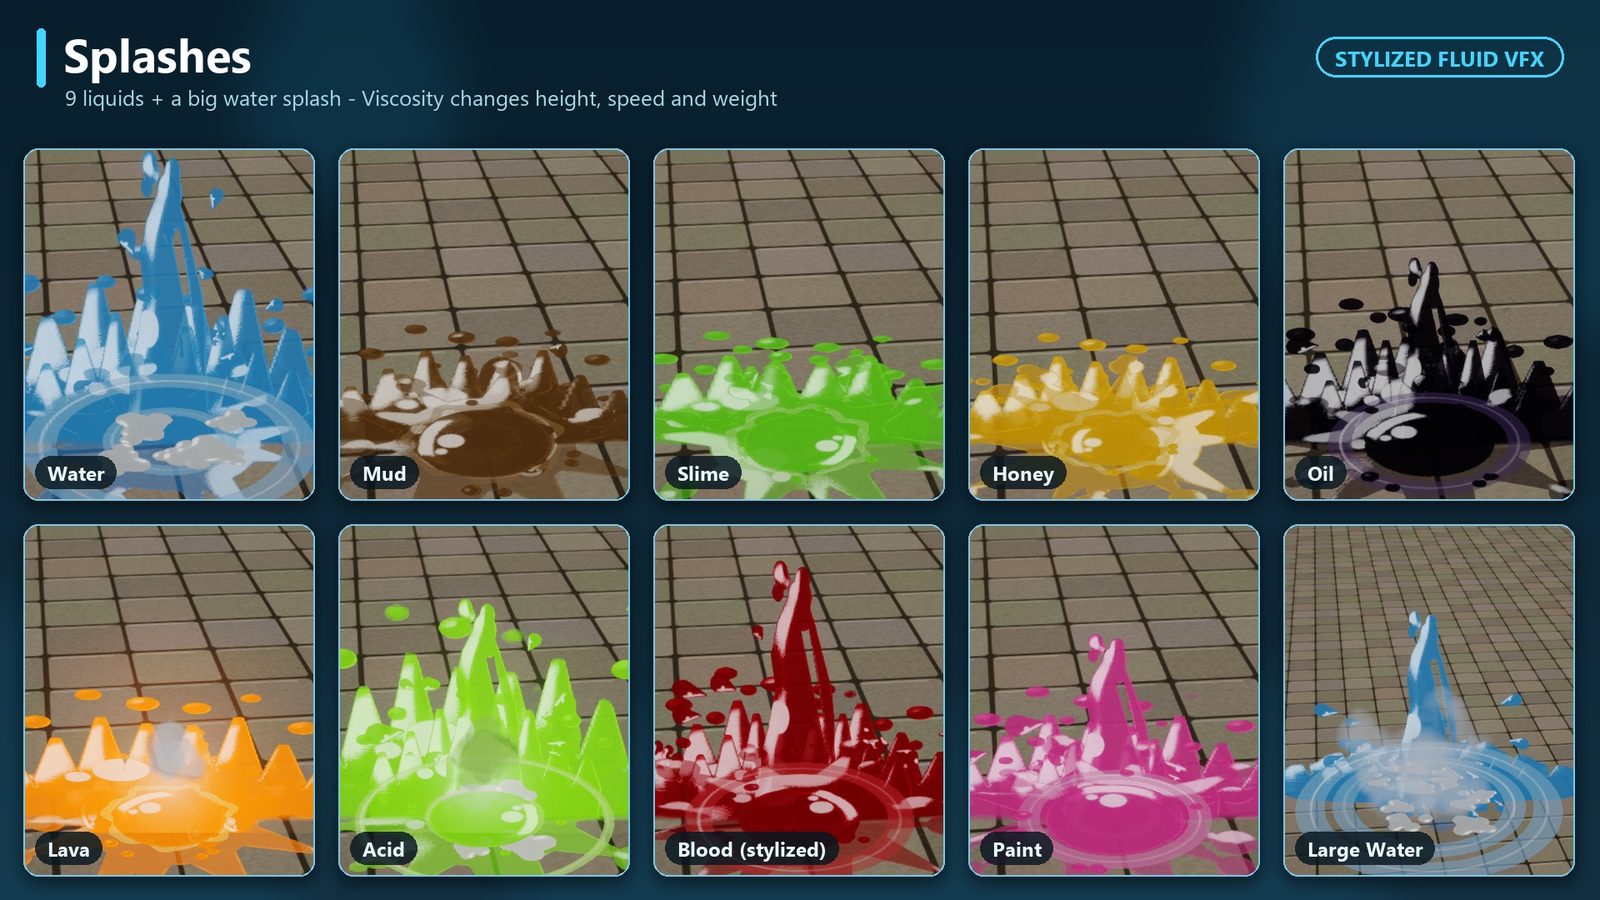 Splashes
STYLIZED FLUID VFX
9 liquids + a big water splash - Viscosity changes height, speed and weight
Water
Mud
Slime
Honey
Oil
Lava
Acid
Blood (stylized)
Paint
Large Water